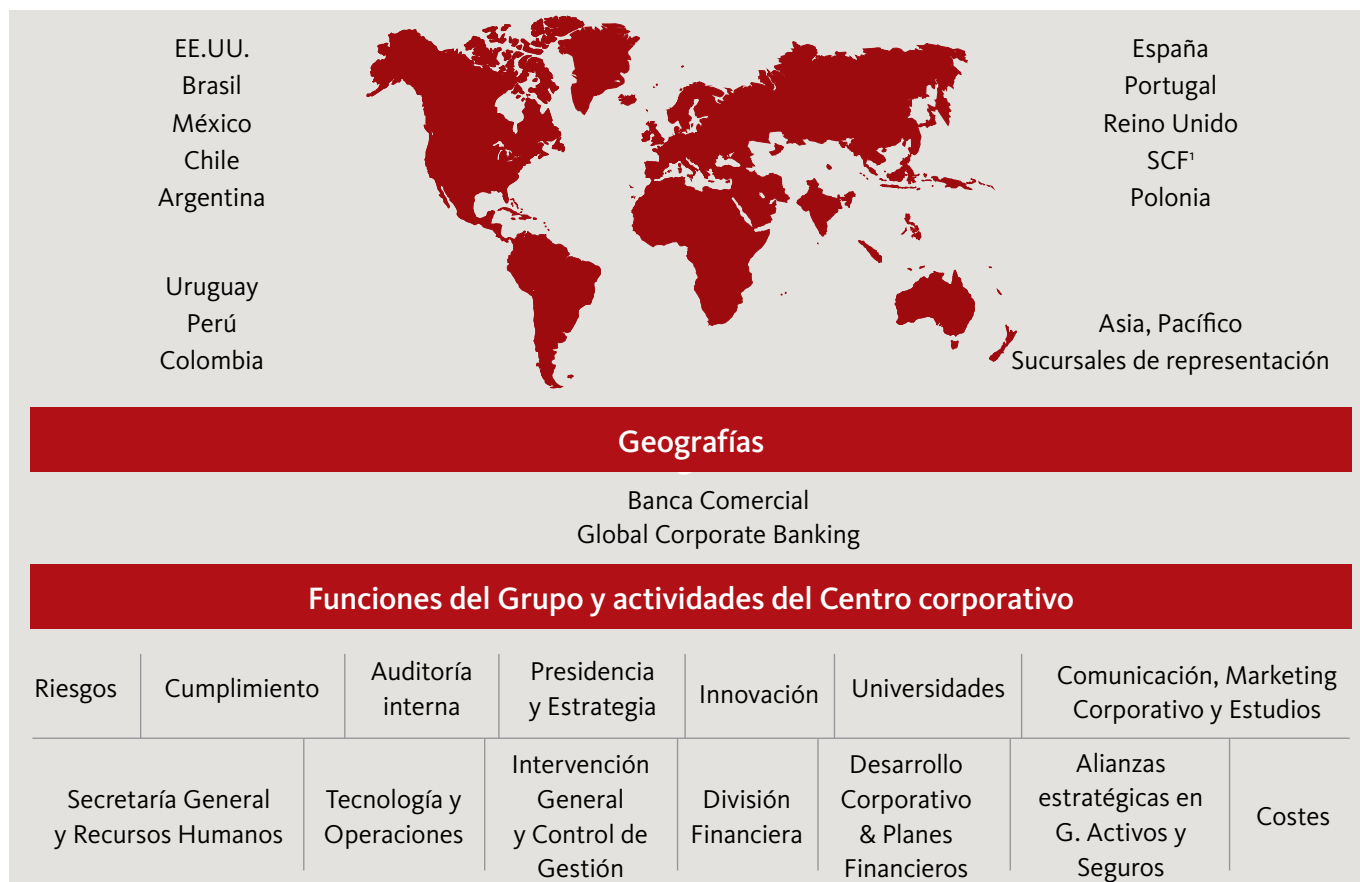 EE.UU.
Brasil
México
Chile
Argentina
Uruguay
Perú
Colombia
España
Portugal
Reino Unido
SCF¹
Polonia
Asia, Pacífico
Sucursales de representación
Geografías
Banca Comercial
Global Corporate Banking
Funciones del Grupo y actividades del Centro corporativo
Riesgos
Cumplimiento
Auditoría
interna
Presidencia
y Estrategia
Innovación
Universidades
Comunicación, Marketing
Corporativo y Estudios
Secretaría General
y Recursos Humanos
Tecnología y
Operaciones
Intervención
General
y Control de
Gestión
División
Financiera
Desarrollo
Corporativo
& Planes
Financieros
Alianzas
estratégicas en
G. Activos y
Seguros
Costes